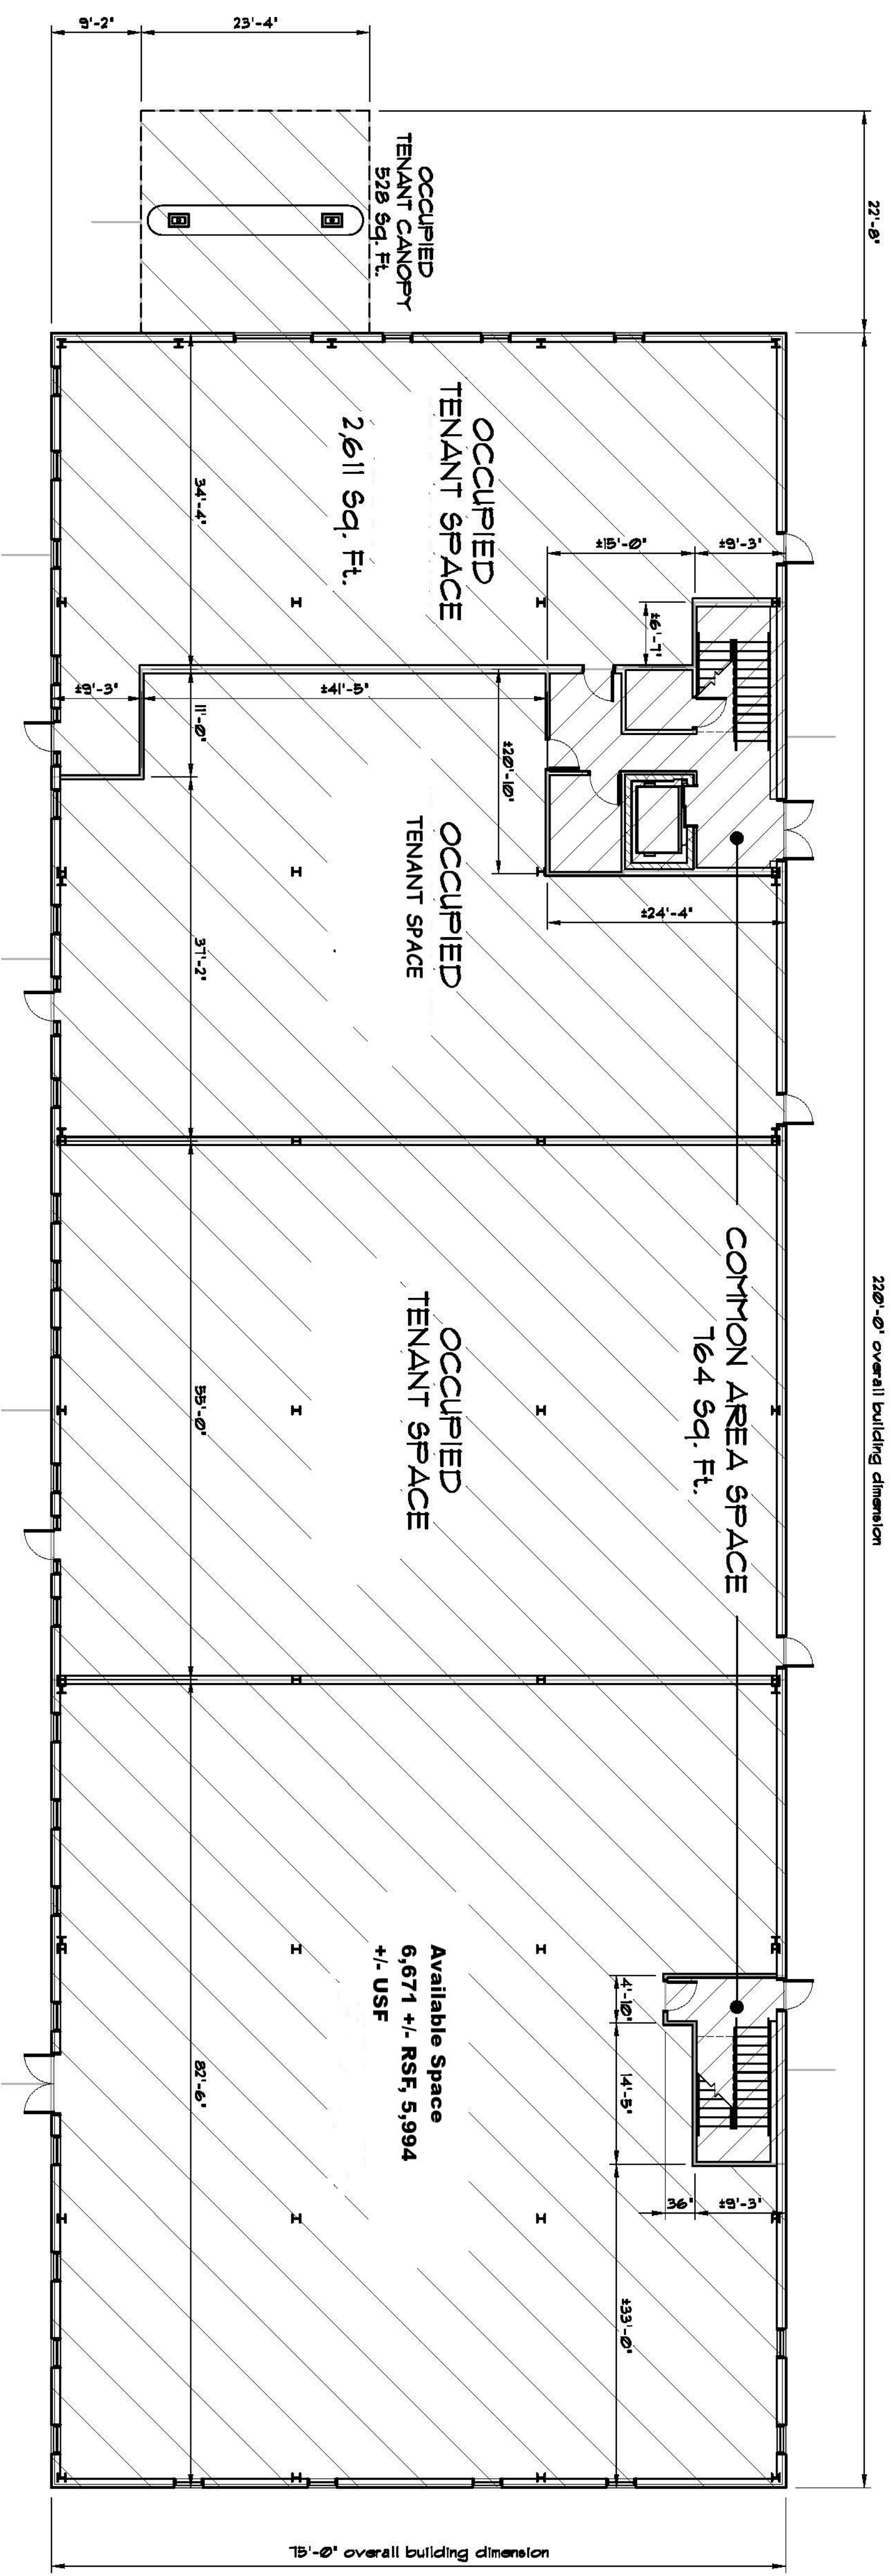 9'-2"
23'-4"
22'-8"
OCCUPIED
TENANT CANOPY
528 Sq. Ft.
220'-0" overall building dimension
OCCUPIED
TENANT SPACE
2,611 Sq. Ft.
34'-4"
±15'-0"
±9'-3"
±6'-7"
±9'-3"
11'-0"
±41'-5"
±20'-10"
±24'-4"
OCCUPIED
TENANT SPACE
37'-2"
COMMON AREA SPACE
764 Sq. Ft.
OCCUPIED
TENANT SPACE
55'-0"
Available Space
6,671 +/- RSF, 5,994
+/- USF
82'-6"
4'-10"
14'-5"
36"
±9'-3"
±33'-0"
75'-0" overall building dimension